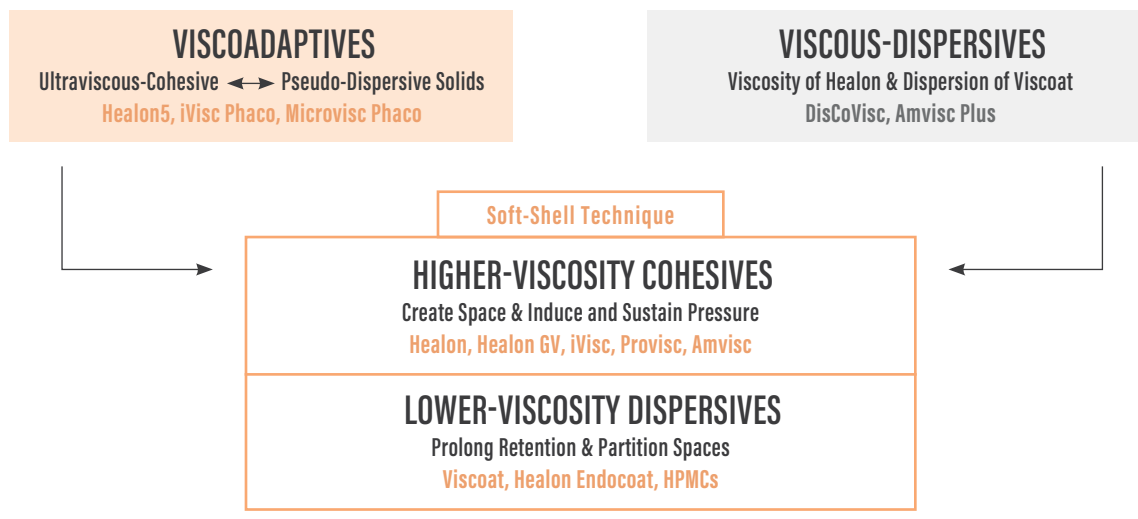 VISCOADAPTIVES
Ultraviscous-Cohesive ↔ Pseudo-Dispersive Solids
Healon5, iVisc Phaco, Microvisc Phaco
VISCOUS-DISPERSIVES
Viscosity of Healon & Dispersion of Viscoat
DisCoVisc, Amvisc Plus
Soft-Shell Technique
HIGHER-VISCOSITY COHESIVES
Create Space & Induce and Sustain Pressure
Healon, Healon GV, iVisc, Provisc, Amvisc
LOWER-VISCOSITY DISPERSIVES
Prolong Retention & Partition Spaces
Viscoat, Healon Endocoat, HPMCs